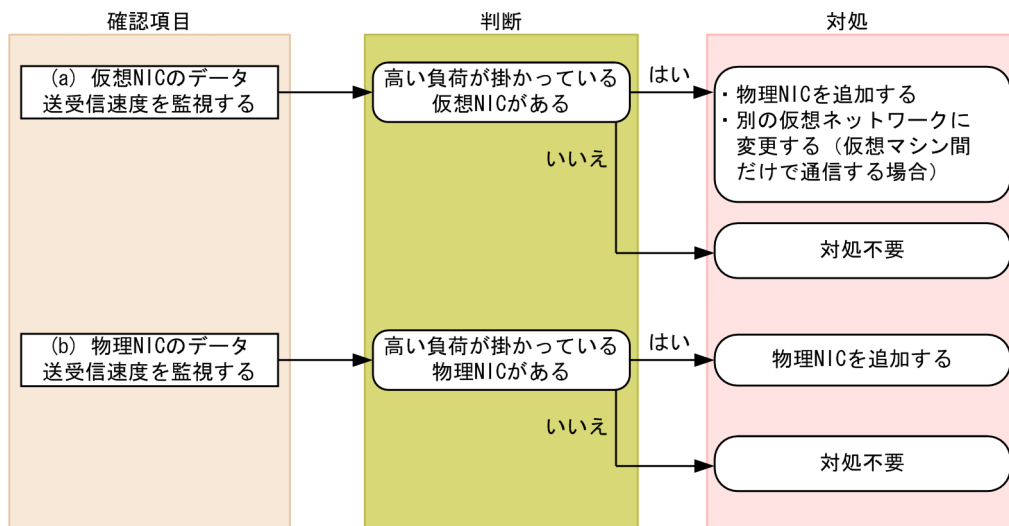 確認項目
判断
対処
(a) 仮想NICのデータ
送受信速度を監視する
高い負荷が掛かっている
仮想NICがある
はい
・物理NICを追加する
・別の仮想ネットワークに
変更する（仮想マシン間
だけで通信する場合）
いいえ
対処不要
(b) 物理NICのデータ
送受信速度を監視する
高い負荷が掛かっている
物理NICがある
はい
物理NICを追加する
いいえ
対処不要